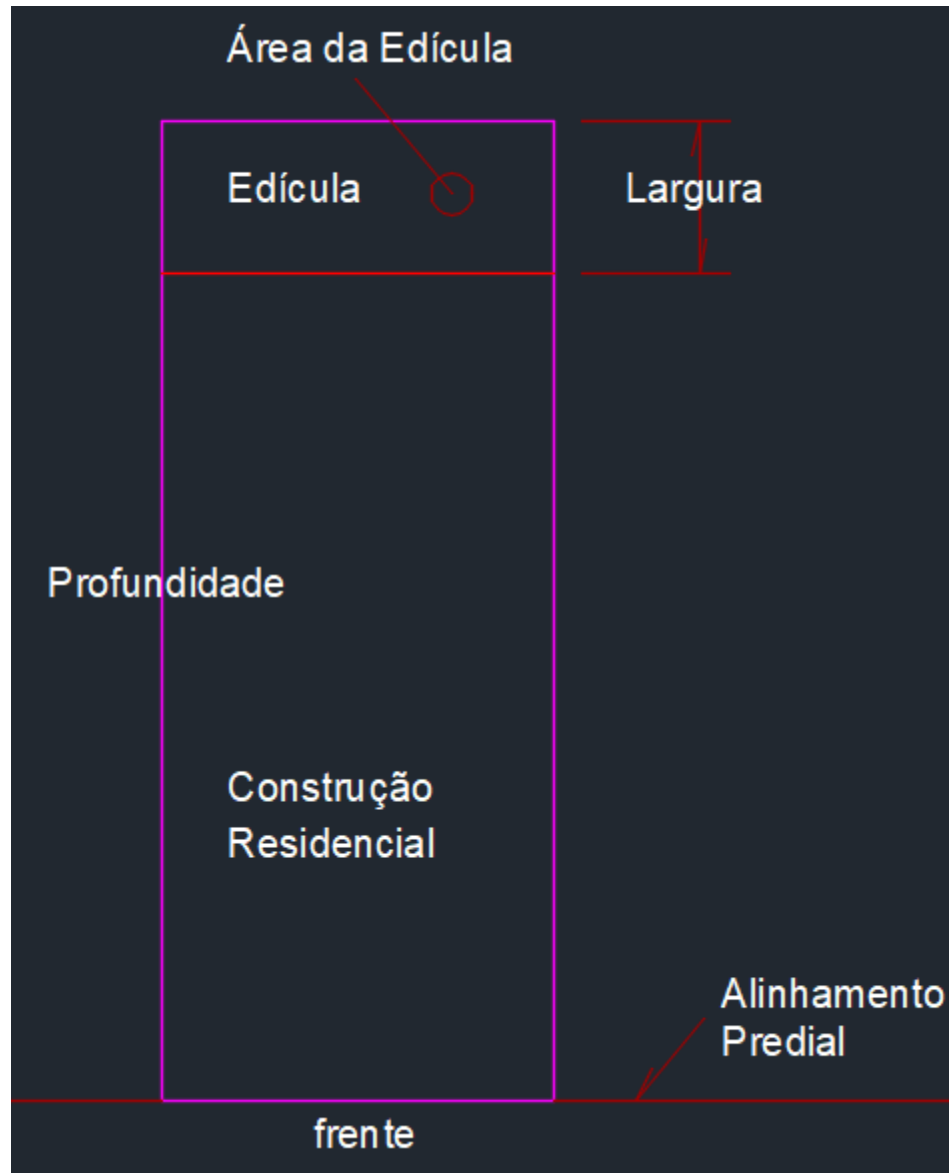 Área da Edícula
Edícula
Largura
Profundidade
Construção
Residencial
Alinhamento
Predial
frente